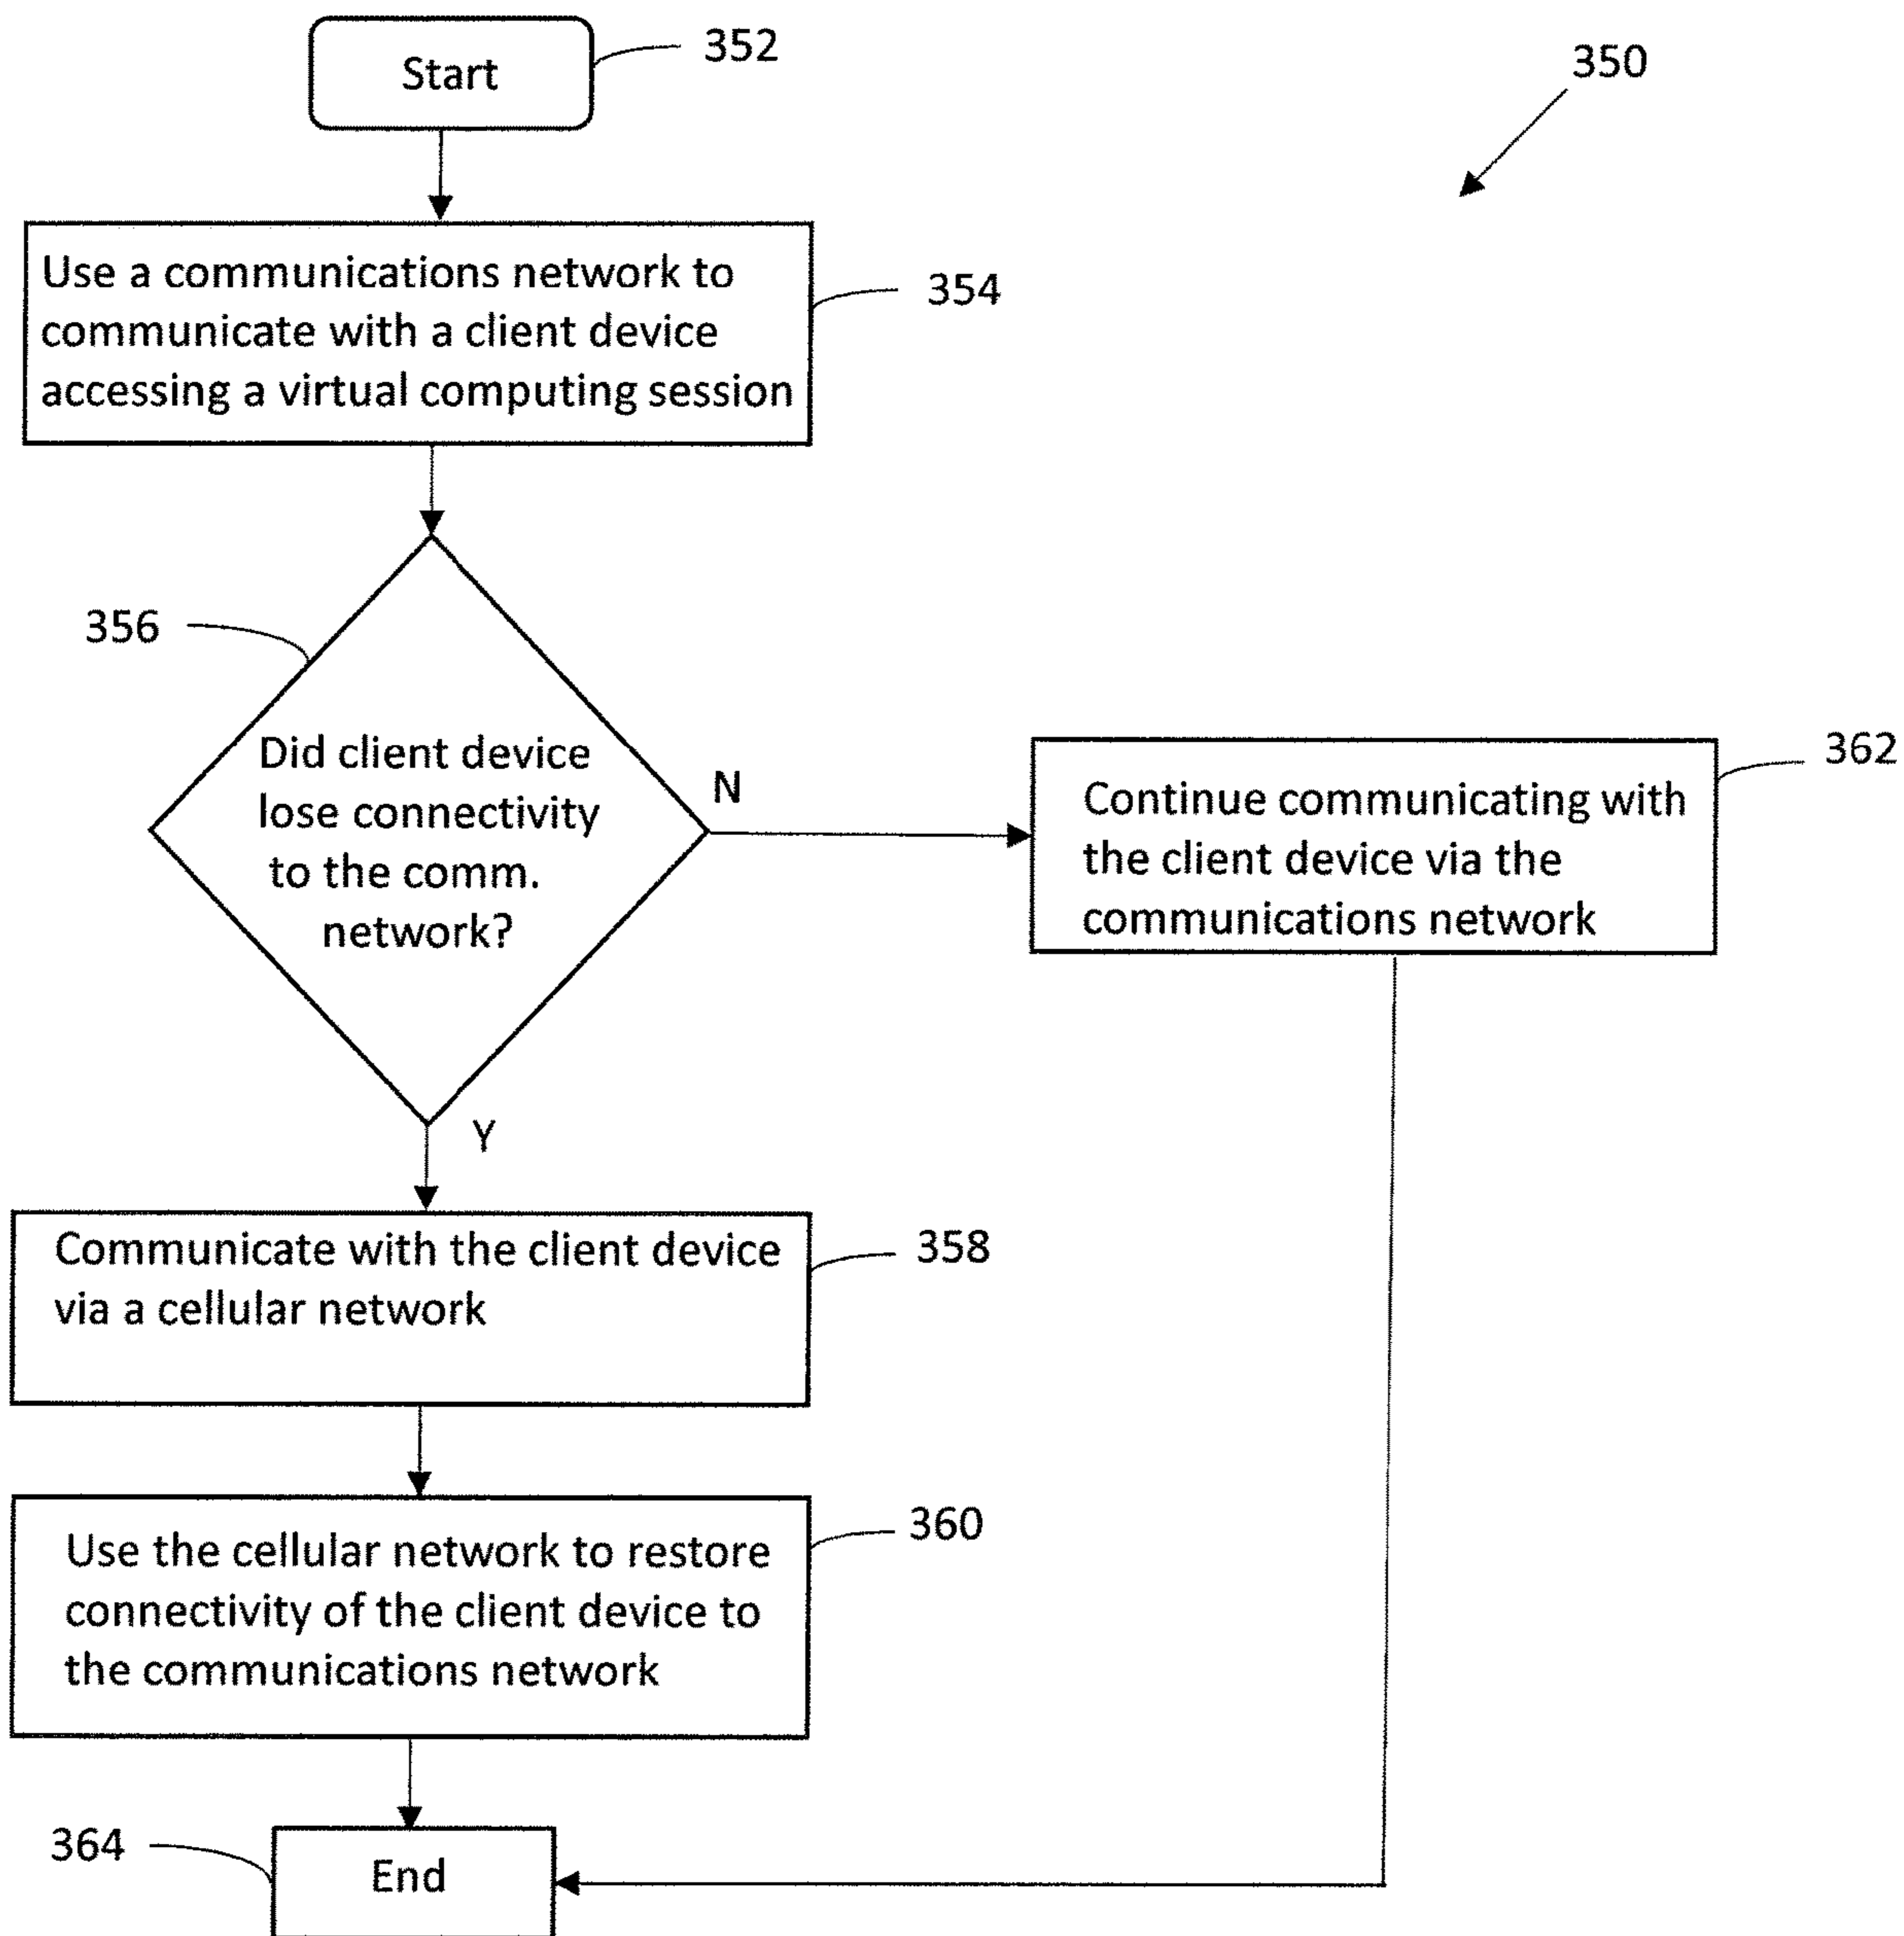 Start
352
350
Use a communications network to
communicate with a client device
accessing a virtual computing session
354
356
Did client device
lose connectivity
to the comm.
network?
N
Continue communicating with
the client device via the
communications network
362
Y
Communicate with the client device
via a cellular network
358
Use the cellular network to restore
connectivity of the client device to
the communications network
360
364
End